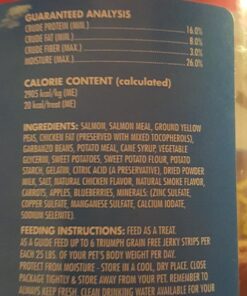 GUARANTEED ANALYSIS
CRUDE PROTEIN (MIN.) 16.0%
CRUDE FAT (MIN.) 8.0%
CRUDE FIBER (MAX.) 3.0%
MOISTURE (MAX.) 26.0%
CALORIE CONTENT (calculated)
2905 kcal/kg (ME)
20 kcal/treat (ME)
INGREDIENTS: SALMON, SALMON MEAL, GROUND YELLOW
PEAS, CHICKEN FAT (PRESERVED WITH MIXED TOCOPHEROLS),
GARBANZO BEANS, POTATO MEAL, CANE SYRUP, VEGETABLE
GLYCERIN, SWEET POTATOES, SWEET POTATO FLOUR, POTATO
STARCH, GELATIN, CITRIC ACID (A PRESERVATIVE), DRIED POWDER
MILK, SALT, NATURAL CHICKEN FLAVOR, NATURAL SMOKE FLAVOR,
CARROTS, APPLES, BLUEBERRIES, MINERALS: (ZINC SULFATE,
COPPER SULFATE, MANGANESE SULFATE, CALCIUM IODATE,
SODIUM SELENITE).
FEEDING INSTRUCTIONS: FEED AS A TREAT.
AS A GUIDE FEED UP TO 6 TRIUMPH GRAIN FREE JERKY STRIPS PER
EACH 25 LBS. OF YOUR PET'S BODY WEIGHT PER DAY.
PROTECT FROM MOISTURE - STORE IN A COOL, DRY PLACE. CLOSE
PACKAGE TIGHTLY & STORE AWAY FROM YOUR PET. REMEMBER TO
ALWAYS KEEP CLEAN DRINKING WATER AVAILABLE FOR YOUR